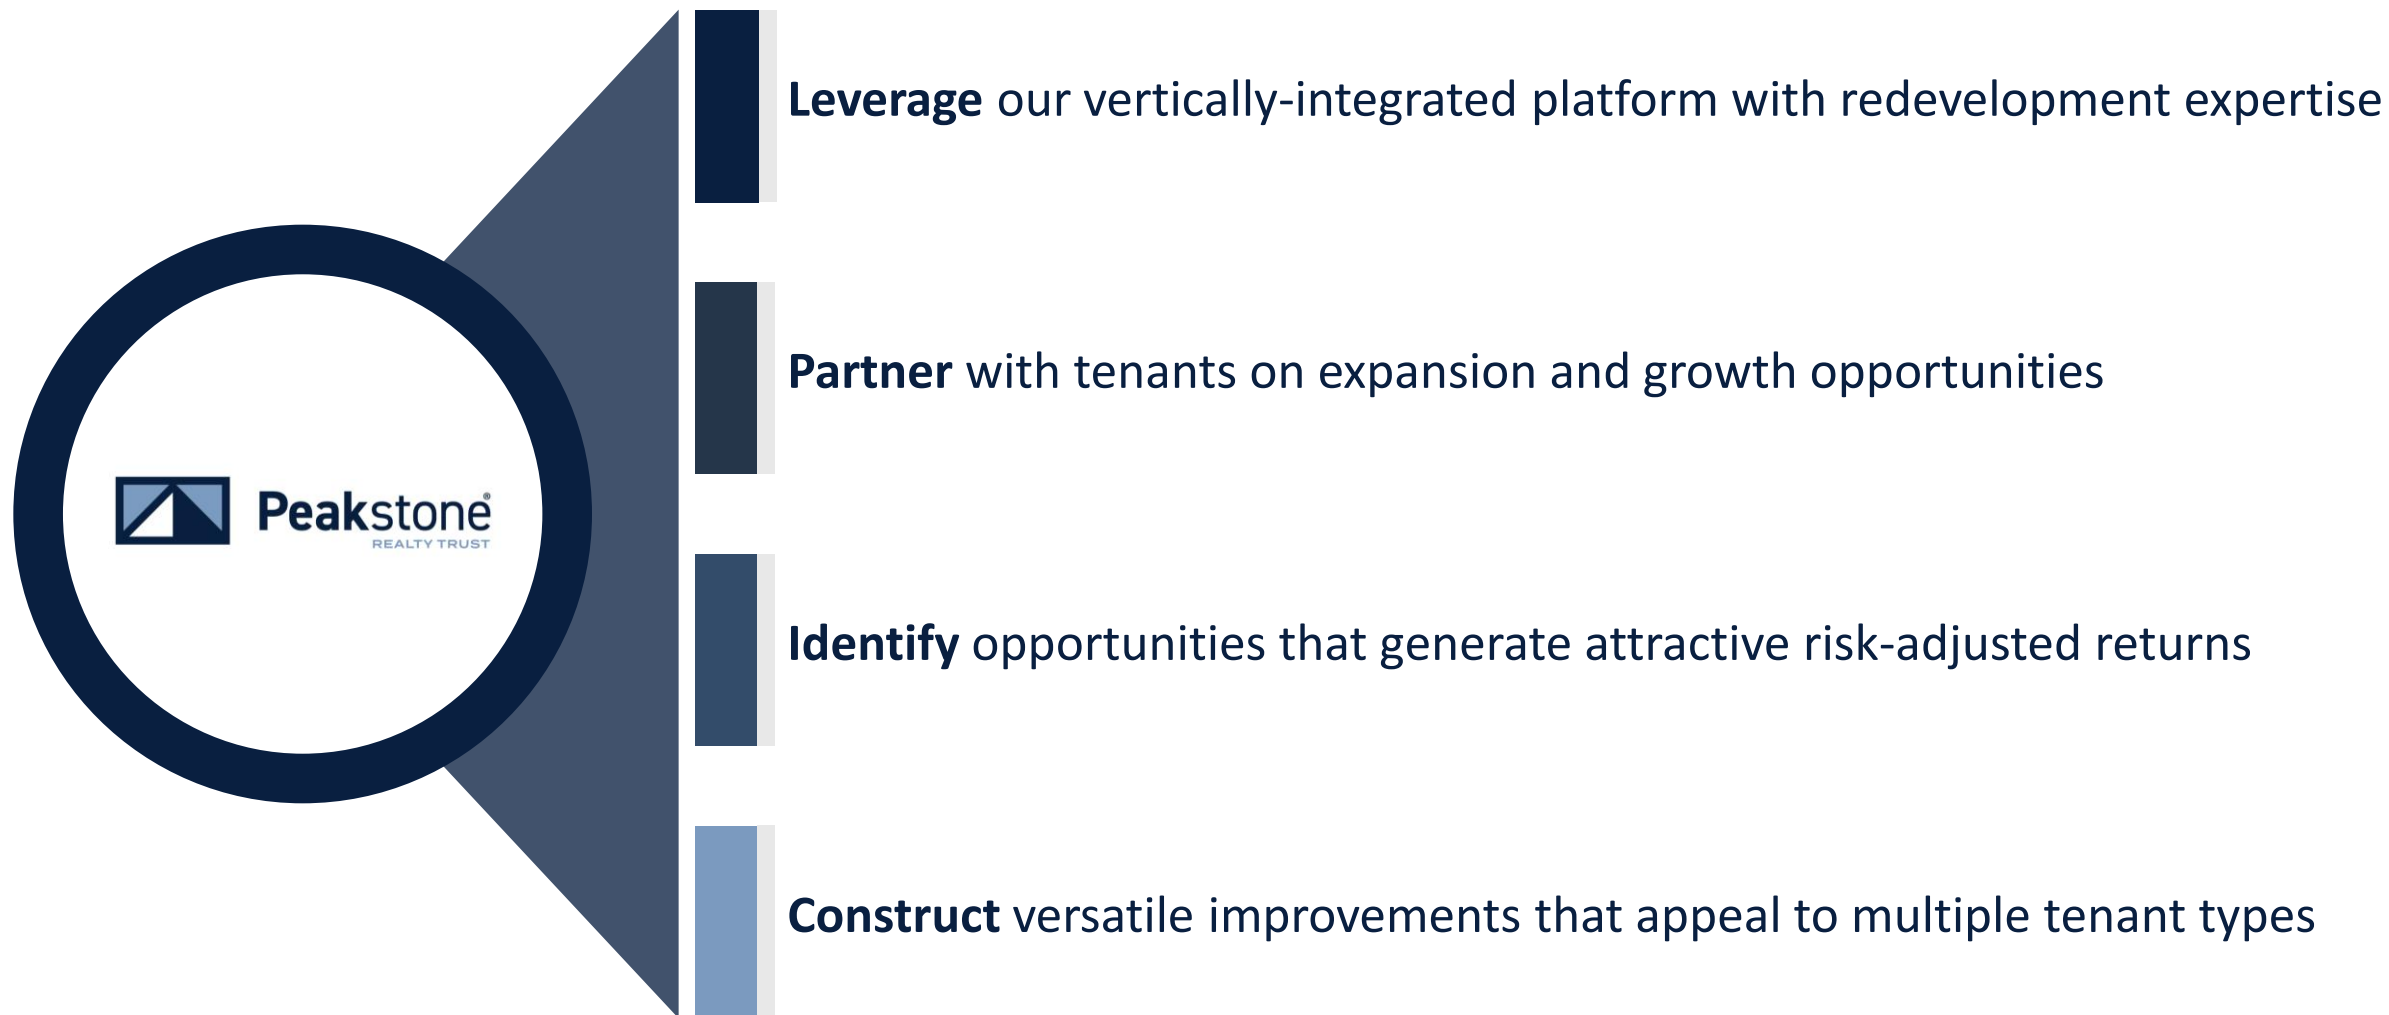 Leverage our vertically-integrated platform with redevelopment expertise
Partner with tenants on expansion and growth opportunities
Peakstone®
REALTY TRUST
Identify opportunities that generate attractive risk-adjusted returns
Construct versatile improvements that appeal to multiple tenant types